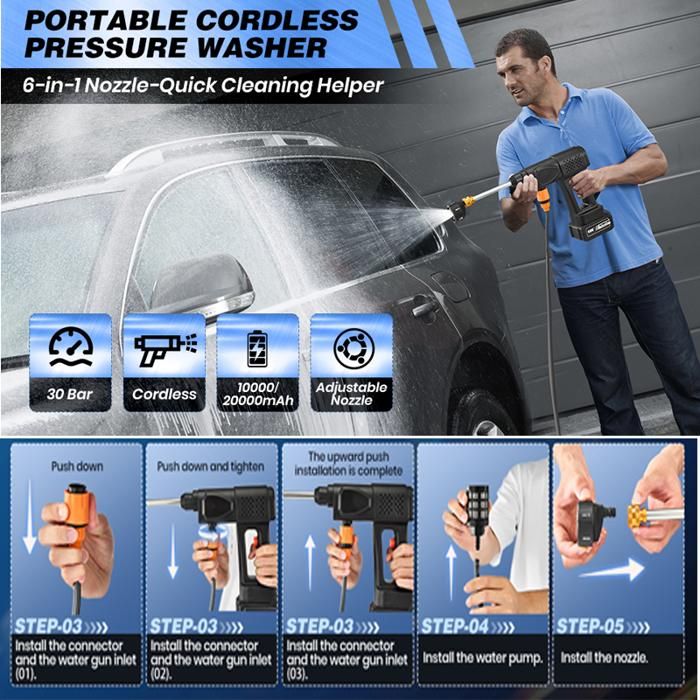 PORTABLE CORDLESS
PRESSURE WASHER
6-in-1 Nozzle-Quick Cleaning Helper
30 Bar
Cordless
10000/
20000mAh
Adjustable
Nozzle
Push down
Push down and tighten
The upward push
installation is complete
STEP-03
STEP-03
STEP-03
STEP-04
STEP-05
Install the connector
and the water gun inlet
(01).
Install the connector
and the water gun inlet
(02).
Install the connector
and the water gun inlet
(03).
Install the water pump.
Install the nozzle.